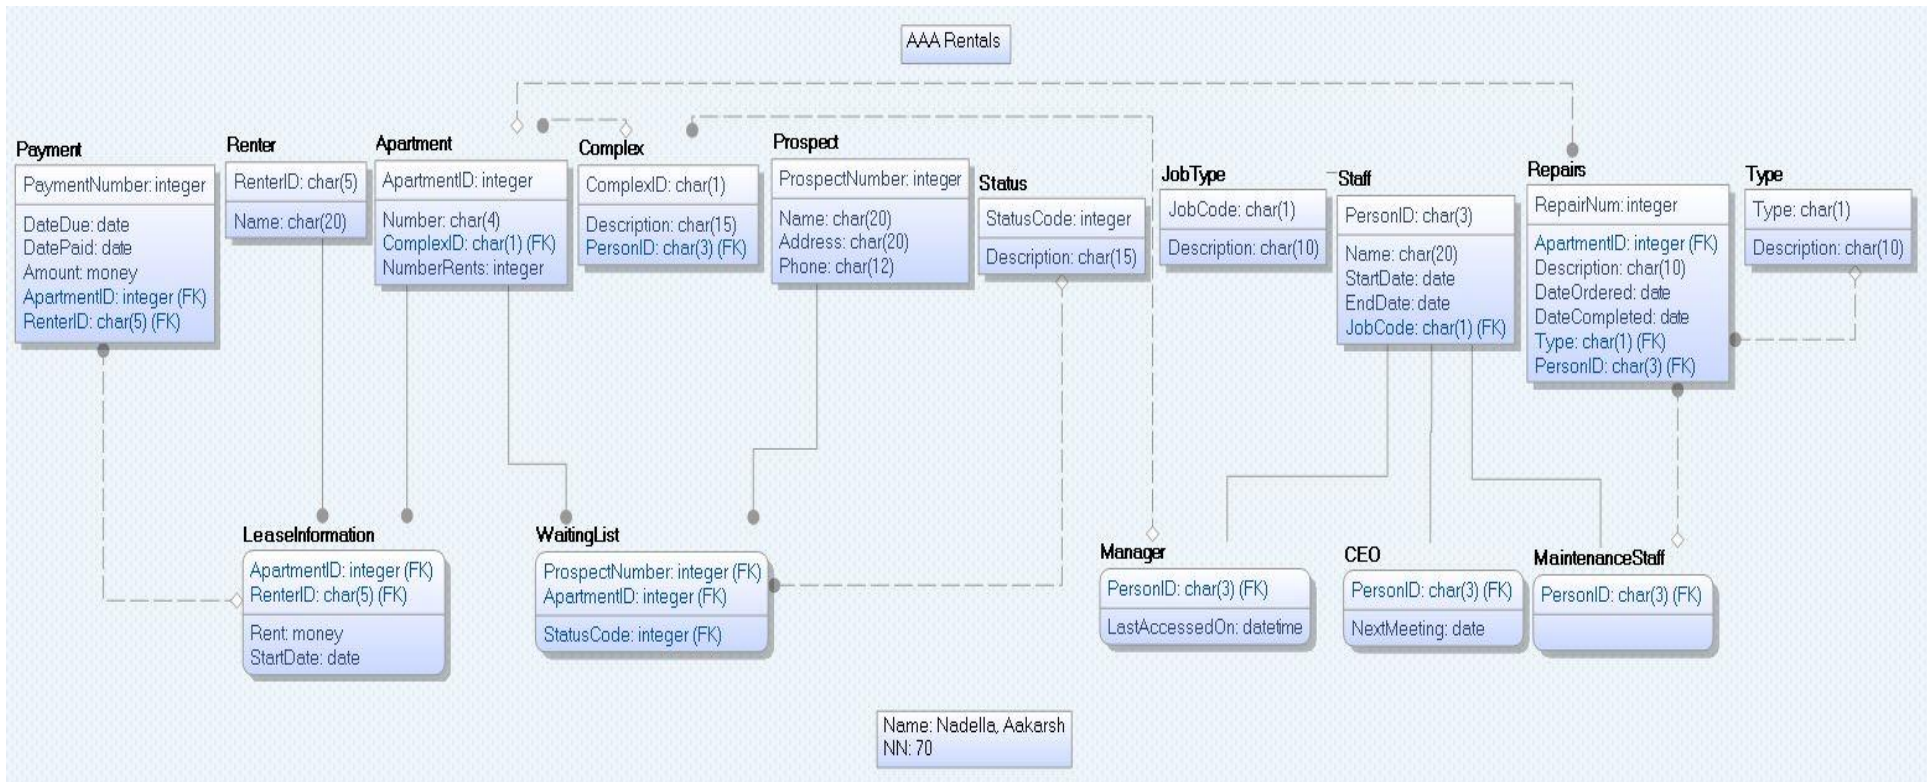 AAA Rentals
Payment
PaymentNumber: integer
DateDue: date
DatePaid: date
Amount: money
ApartmentID: integer (FK)
RenterID: char(5) (FK)
Renter
RenterID: char(5)
Name: char(20)
Apartment
ApartmentID: integer
Number: char(4)
ComplexID: char(1) (FK)
NumberRents: integer
Complex
ComplexID: char(1)
Description: char(15)
PersonID: char(3) (FK)
Prospect
ProspectNumber: integer
Name: char(20)
Address: char(20)
Phone: char(12)
Status
StatusCode: integer
Description: char(15)
JobType
JobCode: char(1)
Description: char(10)
Staff
PersonID: char(3)
Name: char(20)
StartDate: date
EndDate: date
JobCode: char(1) (FK)
Repairs
RepairNum: integer
ApartmentID: integer (FK)
Description: char(10)
DateOrdered: date
DateCompleted: date
Type: char(1) (FK)
PersonID: char(3) (FK)
Type
Type: char(1)
Description: char(10)
LeaseInformation
ApartmentID: integer (FK)
RenterID: char(5) (FK)
Rent: money
StartDate: date
WaitingList
ProspectNumber: integer (FK)
ApartmentID: integer (FK)
StatusCode: integer (FK)
Manager
PersonID: char(3) (FK)
LastAccessedOn: datetime
CEO
PersonID: char(3) (FK)
NextMeeting: date
MaintenanceStaff
PersonID: char(3) (FK)
Name: Nadella, Aakarsh
NN: 70